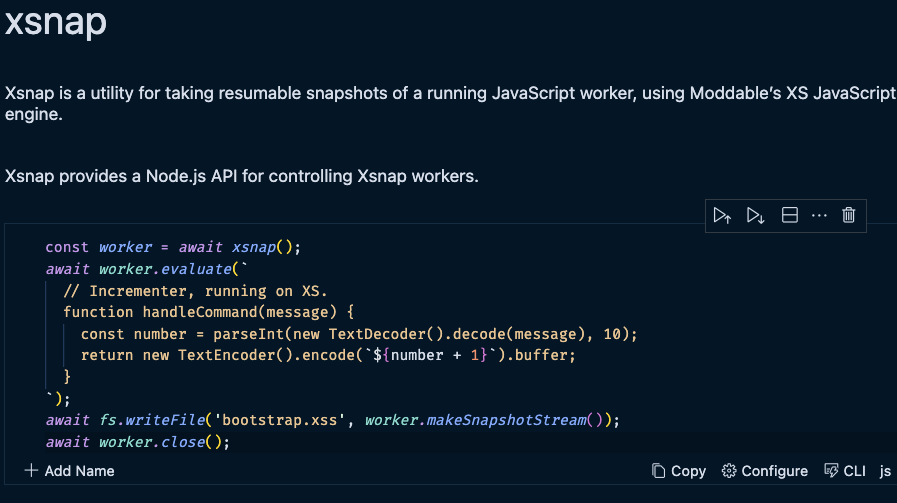 xsnap
Xsnap is a utility for taking resumable snapshots of a running JavaScript worker, using Moddable’s XS JavaScript
engine.
Xsnap provides a Node.js API for controlling Xsnap workers.
const worker = await xsnap();
await worker.evaluate(`
// Incrementer, running on XS.
function handleCommand(message) {
const number = parseInt(new TextDecoder().decode(message), 10);
return new TextEncoder().encode(`${number + 1}`).buffer;
}
`);
await fs.writeFile('bootstrap.xss', worker.makeSnapshotStream());
await worker.close();
+ Add Name
Copy Configure CLI js